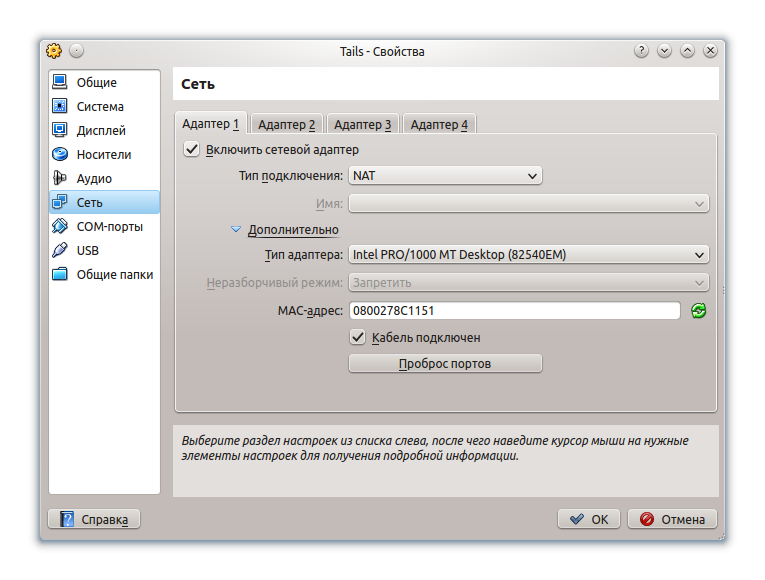 Tails - Свойства
Общие
Система
Дисплей
Носители
Аудио
Сеть
COM-порты
USB
Общие папки
Сеть
Адаптер 1
Адаптер 2
Адаптер 3
Адаптер 4
Включить сетевой адаптер
Тип подключения: NAT
Имя:
Дополнительно
Тип адаптера: Intel PRO/1000 MT Desktop (82540EM)
Неразборчивый режим: Запретить
MAC-адрес: 0800278C1151
Кабель подключен
Проброс портов
Выберите раздел настроек из списка слева, после чего наведите курсор мыши на нужные
элементы настроек для получения подробной информации.
Справка
OK
Отмена